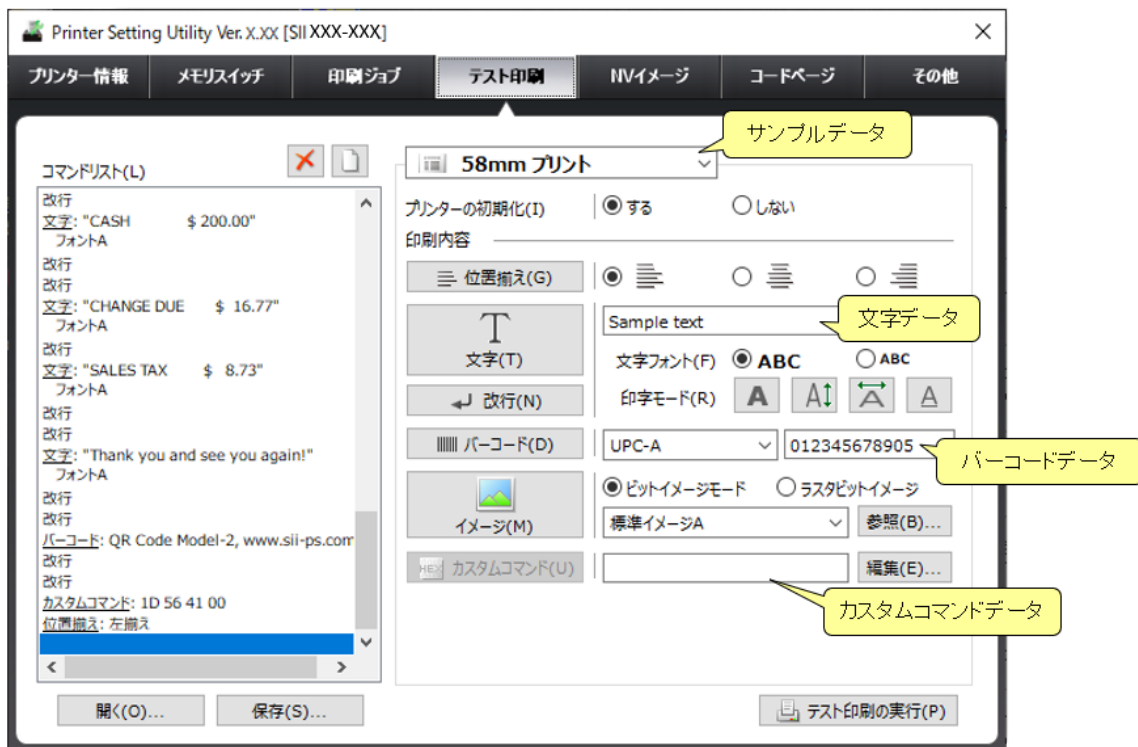 Printer Setting Utility Ver. X.XX [SII XXX-XXX]
プリンター情報 メモリスイッチ 印刷ジョブ テスト印刷 NVイメージ コードページ その他
サンプルデータ
コマンドリスト(L)
58mm プリント
改行
文字: "CASH $ 200.00"
フォントA
改行
改行
文字: "CHANGE DUE $ 16.77"
フォントA
改行
文字: "SALES TAX $ 8.73"
フォントA
改行
改行
文字: "Thank you and see you again!"
フォントA
改行
改行
バーコード: QR Code Model-2, www.sii-ps.com
改行
改行
カスタムコマンド: 1D 56 41 00
位置揃え: 左揃え
開く(O)... 保存(S)...
プリンターの初期化(I) する しない
印刷内容
位置揃え(G)
文字(T)
Sample text
文字データ
文字フォント(F) ABC ABC
印字モード(R) A A A A
改行(N)
バーコード(D) UPC-A 012345678905
バーコードデータ
イメージ(M)
ビットイメージモード ラスタビットイメージ
標準イメージA 参照(B)...
HEX カスタムコマンド(U) 編集(E)...
カスタムコマンドデータ
テスト印刷の実行(P)